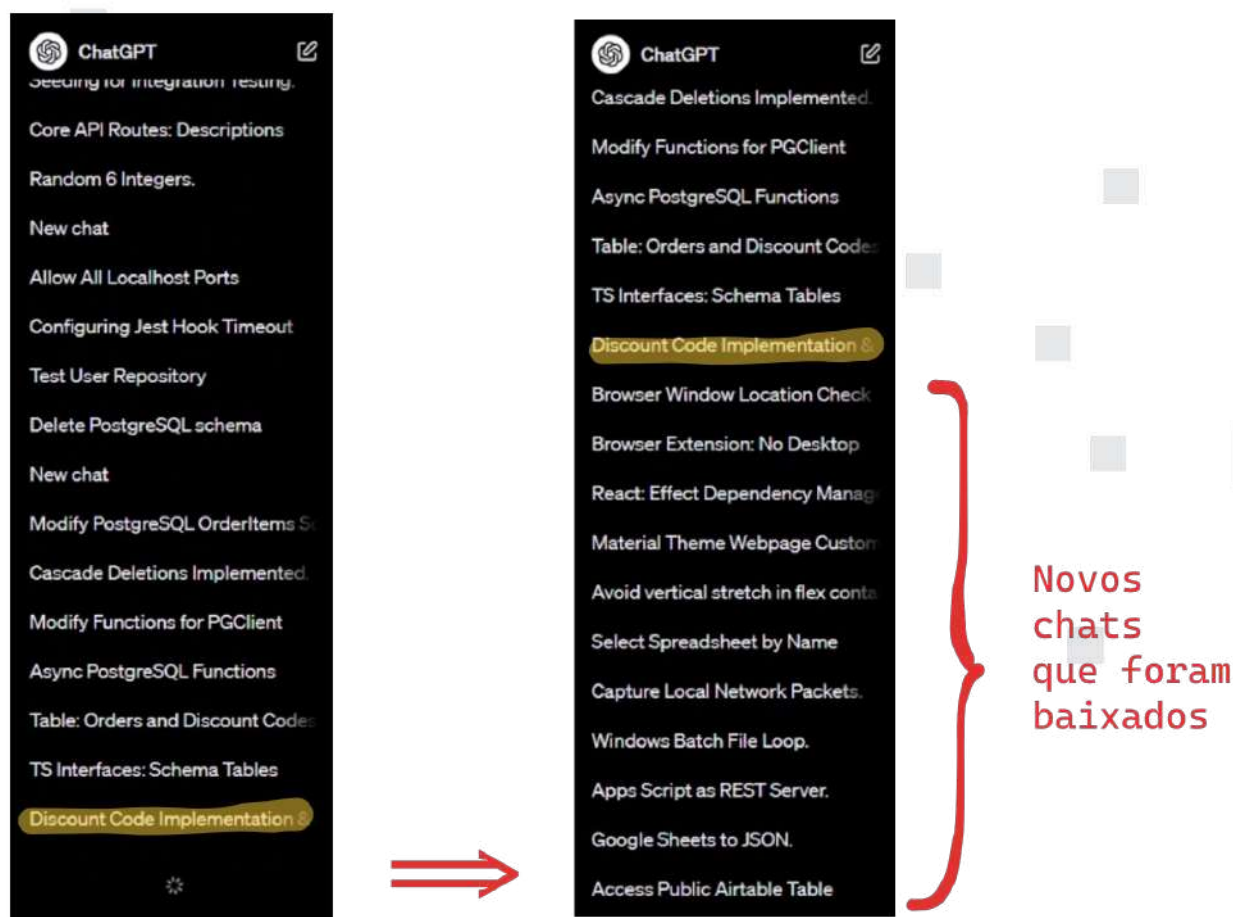 ChatGPT
Seeding for Integration Testing.
Core API Routes: Descriptions
Random 6 Integers.
New chat
Allow All Localhost Ports
Configuring Jest Hook Timeout
Test User Repository
Delete PostgreSQL schema
New chat
Modify PostgreSQL OrderItems S
Cascade Deletions Implemented.
Modify Functions for PGClient
Async PostgreSQL Functions
Table: Orders and Discount Codes
TS Interfaces: Schema Tables
Discount Code Implementation &
ChatGPT
Cascade Deletions Implemented.
Modify Functions for PGClient
Async PostgreSQL Functions
Table: Orders and Discount Codes
TS Interfaces: Schema Tables
Discount Code Implementation &
Browser Window Location Check
Browser Extension: No Desktop
React: Effect Dependency Manag
Material Theme Webpage Custom
Avoid vertical stretch in flex conta
Select Spreadsheet by Name
Capture Local Network Packets.
Windows Batch File Loop.
Apps Script as REST Server.
Google Sheets to JSON.
Access Public Airtable Table
Novos
chats
que foram
baixados